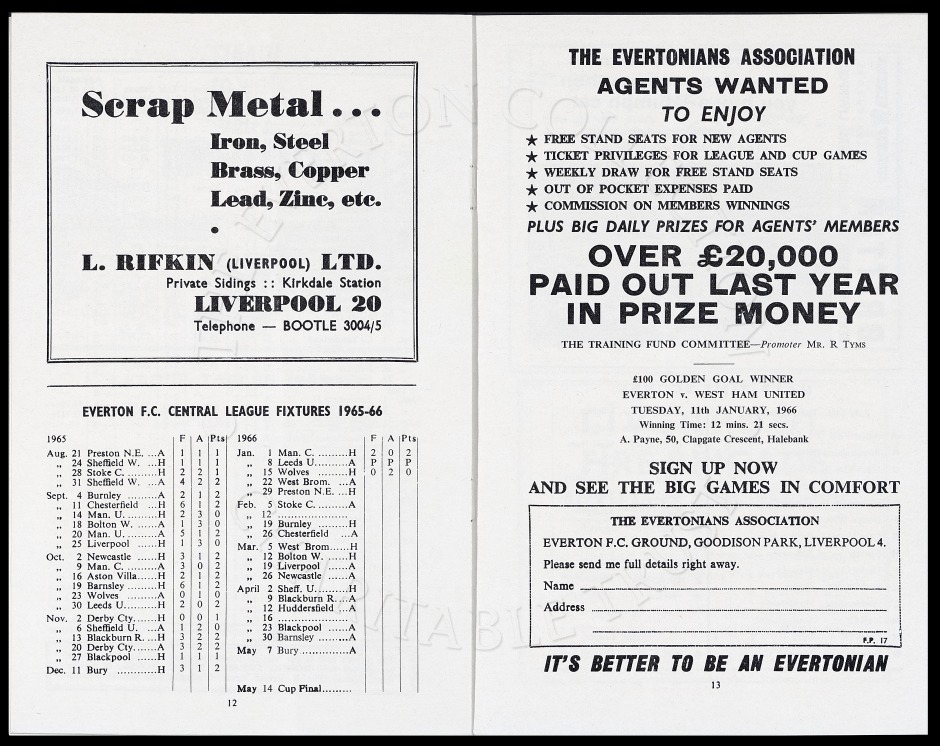 Scrap Metal...
Iron, Steel
Brass, Copper
Lead, Zinc, etc.
•
L. RIFKIN (LIVERPOOL) LTD.
Private Sidings :: Kirkdale Station
LIVERPOOL 20
Telephone — BOOTLE 3004/5
EVERTON F.C. CENTRAL LEAGUE FIXTURES 1965-66
1965 F A Pts
Aug. 21 Preston N.E. ...A 1 1 1
„ 24 Sheffield W. ...H 1 1 1
„ 28 Stoke C. .........H 2 2 1
„ 31 Sheffield W. ...A 4 2 2
Sept. 4 Burnley .........A 2 1 2
„ 11 Chesterfield ...H 6 1 2
„ 14 Man. U. .........H 2 3 0
„ 18 Bolton W. ......A 1 3 0
„ 20 Man. U. .........A 5 1 2
„ 25 Liverpool ......H 1 3 0
Oct. 2 Newcastle ......H 3 1 2
„ 9 Man. C. .........A 3 0 2
„ 16 Aston Villa......H 2 1 2
„ 19 Barnsley .........H 6 1 2
„ 23 Wolves .........A 0 1 0
„ 30 Leeds U..........H 2 0 2
Nov. 2 Derby Cty. ......H 0 0 1
„ 6 Sheffield U. ...A 1 2 0
„ 13 Blackburn R. ...H 3 2 2
„ 20 Derby Cty.......A 3 2 2
„ 27 Blackpool ......H 1 1 1
Dec. 11 Bury ............H 3 1 2
1966 F A Pts
Jan. 1 Man. C. .........H 2 0 2
„ 8 Leeds U..........A P P P
„ 15 Wolves .........H 0 2 0
„ 22 West Brom. ...A
„ 29 Preston N.E. ...H
Feb. 5 Stoke C. .........A
„ 12 .....................
„ 19 Burnley .........H
„ 26 Chesterfield ...A
Mar. 5 West Brom......H
„ 12 Bolton W. ......H
„ 19 Liverpool ......A
„ 26 Newcastle ......A
April 2 Sheff. U..........H
„ 9 Blackburn R. ...A
„ 12 Huddersfield ...A
„ 16 .....................
„ 23 Blackpool ......A
„ 30 Barnsley .........A
May 7 Bury...............A
May 14 Cup Final.........
12
THE EVERTONIANS ASSOCIATION
AGENTS WANTED
TO ENJOY
★ FREE STAND SEATS FOR NEW AGENTS
★ TICKET PRIVILEGES FOR LEAGUE AND CUP GAMES
★ WEEKLY DRAW FOR FREE STAND SEATS
★ OUT OF POCKET EXPENSES PAID
★ COMMISSION ON MEMBERS WINNINGS
PLUS BIG DAILY PRIZES FOR AGENTS' MEMBERS
OVER £20,000
PAID OUT LAST YEAR
IN PRIZE MONEY
THE TRAINING FUND COMMITTEE—Promoter MR. R TYMS
£100 GOLDEN GOAL WINNER
EVERTON v. WEST HAM UNITED
TUESDAY, 11th JANUARY, 1966
Winning Time: 12 mins. 21 secs.
A. Payne, 50, Clapgate Crescent, Halebank
SIGN UP NOW
AND SEE THE BIG GAMES IN COMFORT
THE EVERTONIANS ASSOCIATION
EVERTON F.C. GROUND, GOODISON PARK, LIVERPOOL 4.
Please send me full details right away.
Name
Address
F.P. 17
IT'S BETTER TO BE AN EVERTONIAN
13